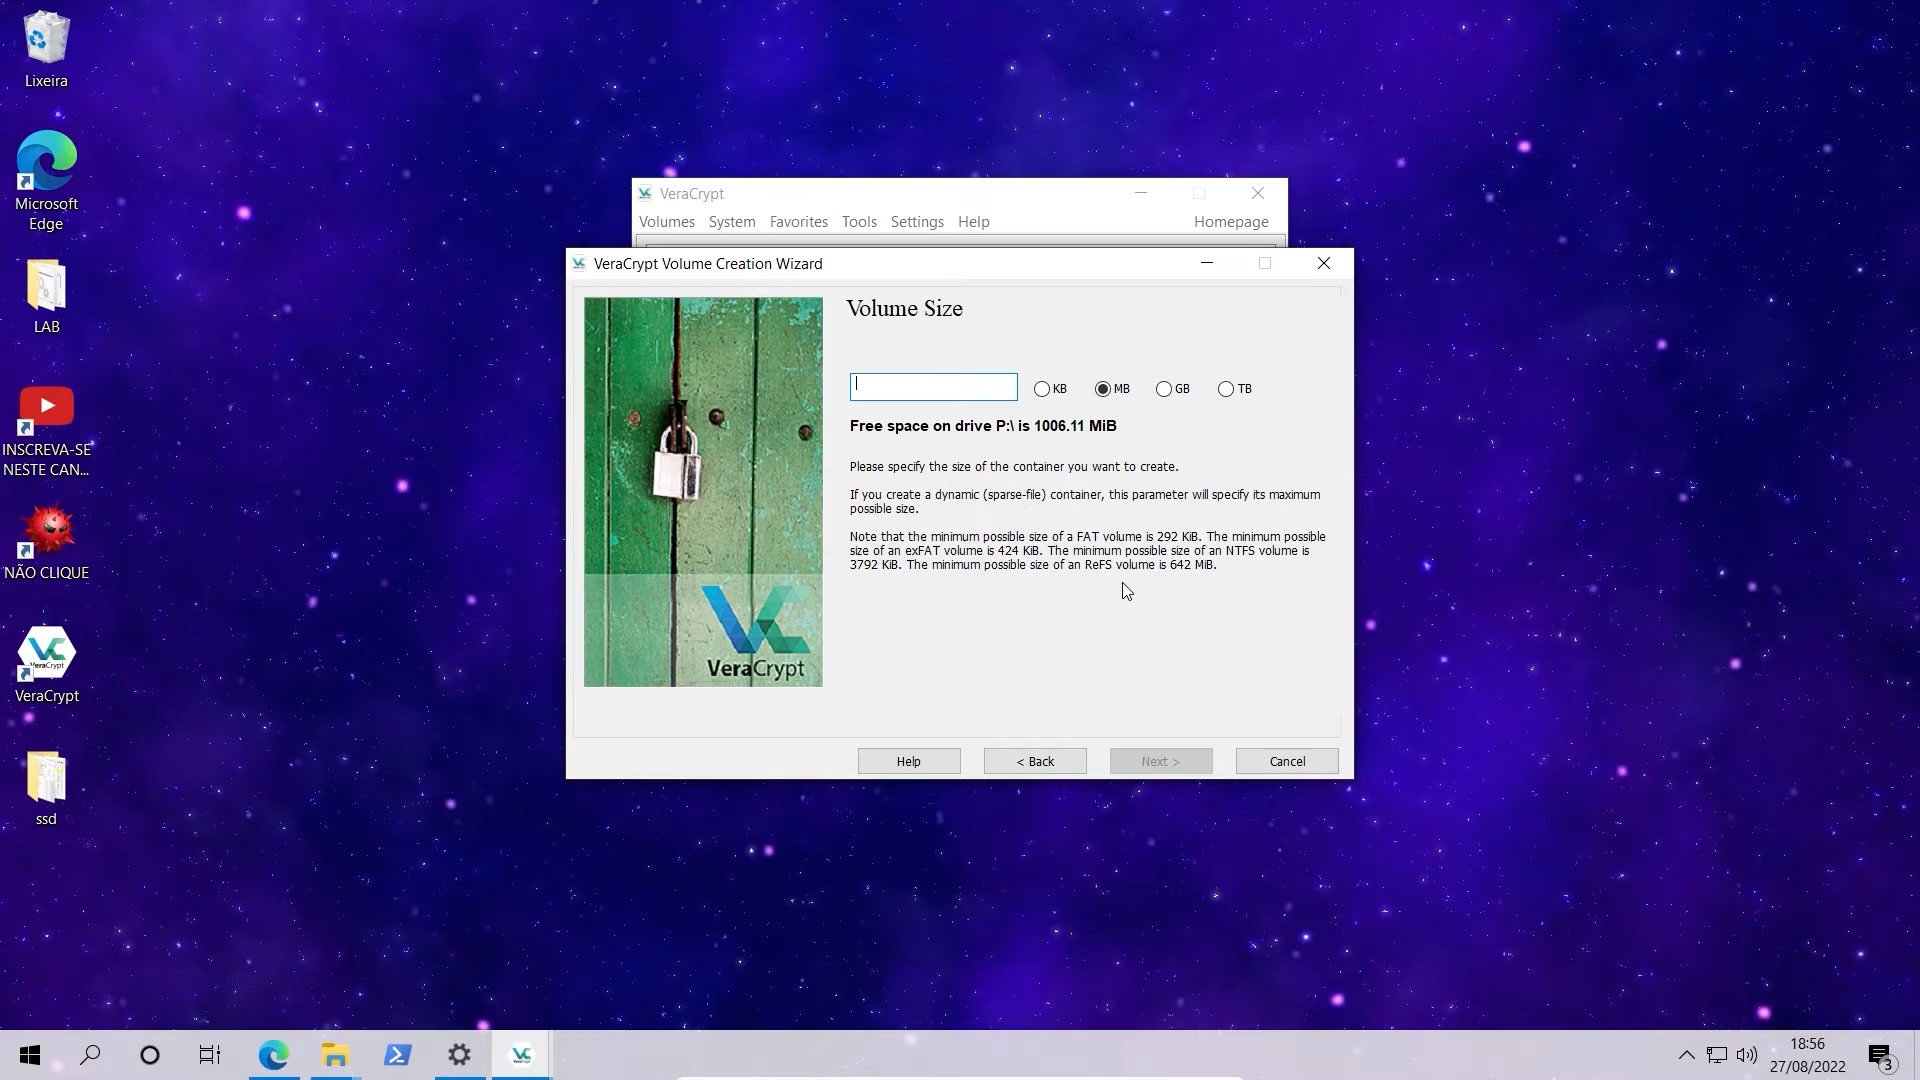 Lixeira
Microsoft
Edge
LAB
INSCREVA-SE
NESTE CAN...
NÃO CLIQUE
VeraCrypt
VeraCrypt
ssd
VeraCrypt
Volumes System Favorites Tools Settings Help Homepage
VeraCrypt Volume Creation Wizard
Volume Size
KB MB GB TB
Free space on drive P:\ is 1006.11 MiB
Please specify the size of the container you want to create.
If you create a dynamic (sparse-file) container, this parameter will specify its maximum
possible size.
Note that the minimum possible size of a FAT volume is 292 KiB. The minimum possible
size of an exFAT volume is 424 KiB. The minimum possible size of an NTFS volume is
3792 KiB. The minimum possible size of an ReFS volume is 642 MiB.
VeraCrypt
Help < Back Next > Cancel
18:56
27/08/2022
3